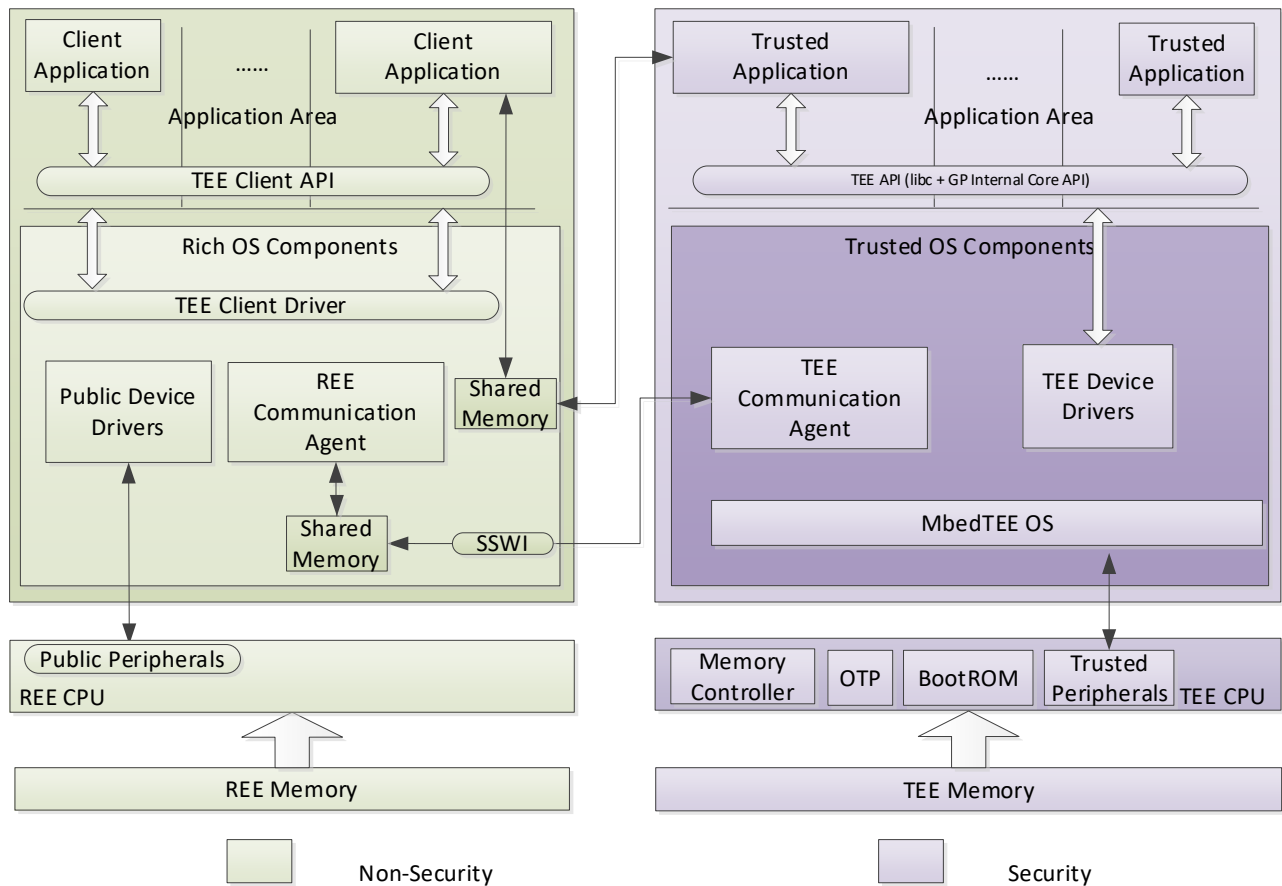 Client
Application
……
Client
Application
Application Area
TEE Client API
Rich OS Components
TEE Client Driver
Public Device
Drivers
REE
Communication
Agent
Shared
Memory
Shared
Memory
SSWI
Public Peripherals
REE CPU
REE Memory
Non-Security
Trusted
Application
……
Trusted
Application
Application Area
TEE API (libc + GP Internal Core API)
Trusted OS Components
TEE
Communication
Agent
TEE Device
Drivers
MbedTEE OS
Memory
Controller
OTP
BootROM
Trusted
Peripherals
TEE CPU
TEE Memory
Security